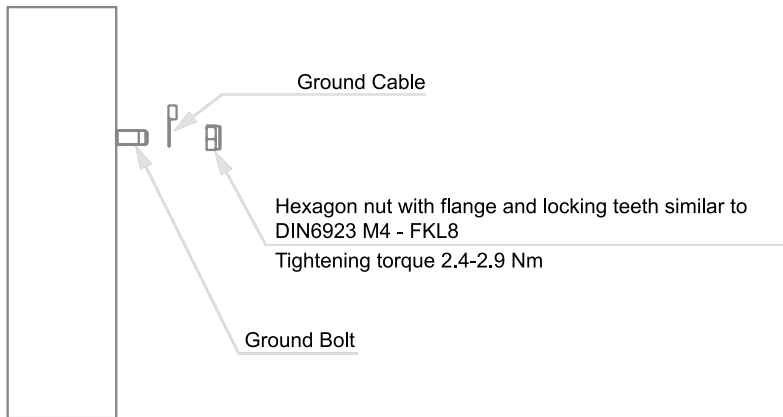 Ground Cable
Hexagon nut with flange and locking teeth similar to
DIN6923 M4 - FKL8
Tightening torque 2.4-2.9 Nm
Ground Bolt